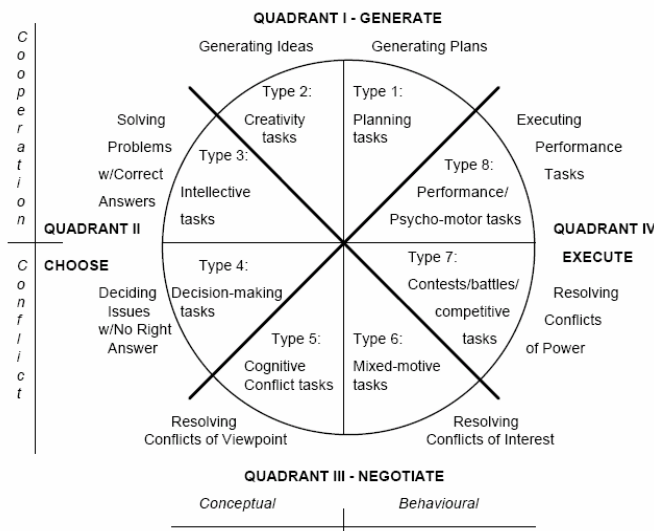 QUADRANT I - GENERATE
Generating Ideas
Generating Plans
Cooperation
Type 2:
Creativity
tasks
Type 1:
Planning
tasks
Solving
Problems
w/Correct
Answers
Executing
Performance
Tasks
Type 3:
Intellective
tasks
Type 8:
Performance/
Psycho-motor tasks
QUADRANT II
CHOOSE
QUADRANT IV
EXECUTE
Conflict
Type 4:
Decision-making
tasks
Type 7:
Contests/battles/
competitive
tasks
Deciding
Issues
w/No Right
Answer
Resolving
Conflicts
of Power
Type 5:
Cognitive
Conflict tasks
Type 6:
Mixed-motive
tasks
Resolving
Conflicts of Viewpoint
Resolving
Conflicts of Interest
QUADRANT III - NEGOTIATE
Conceptual
Behavioural